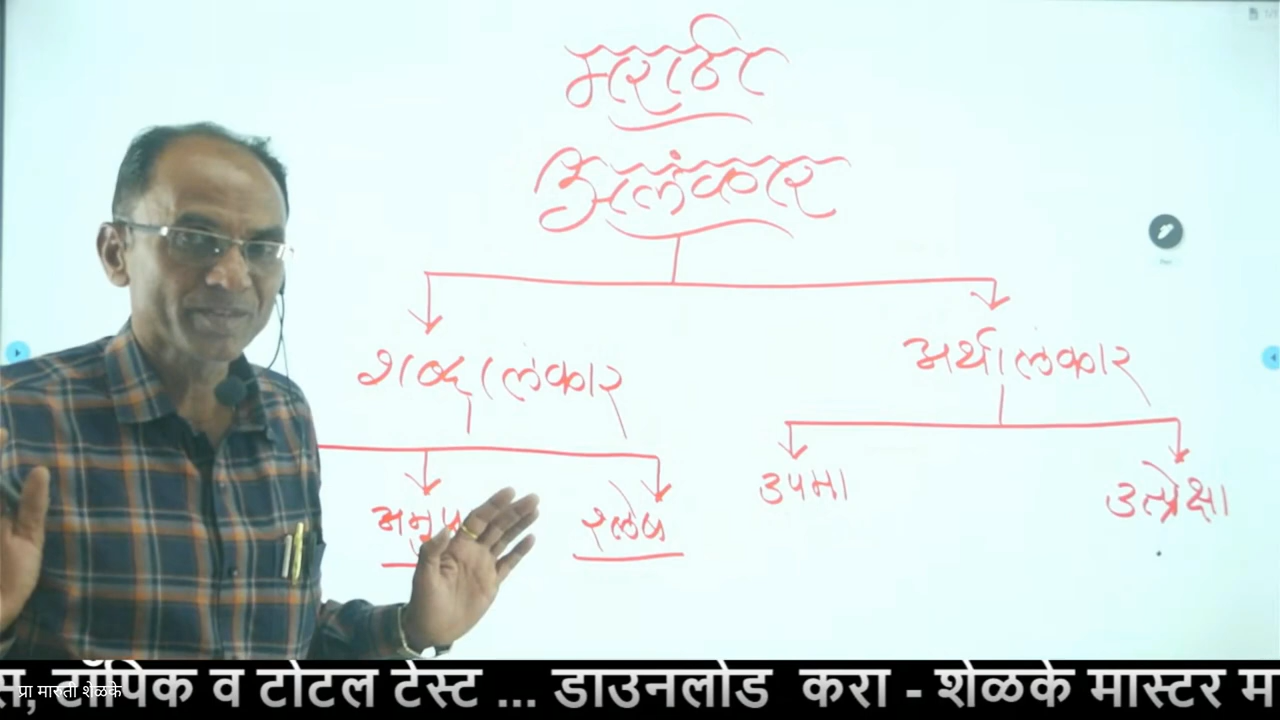 मराठी
अलंकार
शब्दालंकार
अर्थालंकार
श्लेष
उपमा
उत्प्रेक्षा
टॉपिक व टोटल टेस्ट ... डाउनलोड करा - शेळके मास्टर
प्रा मारुती शेळके